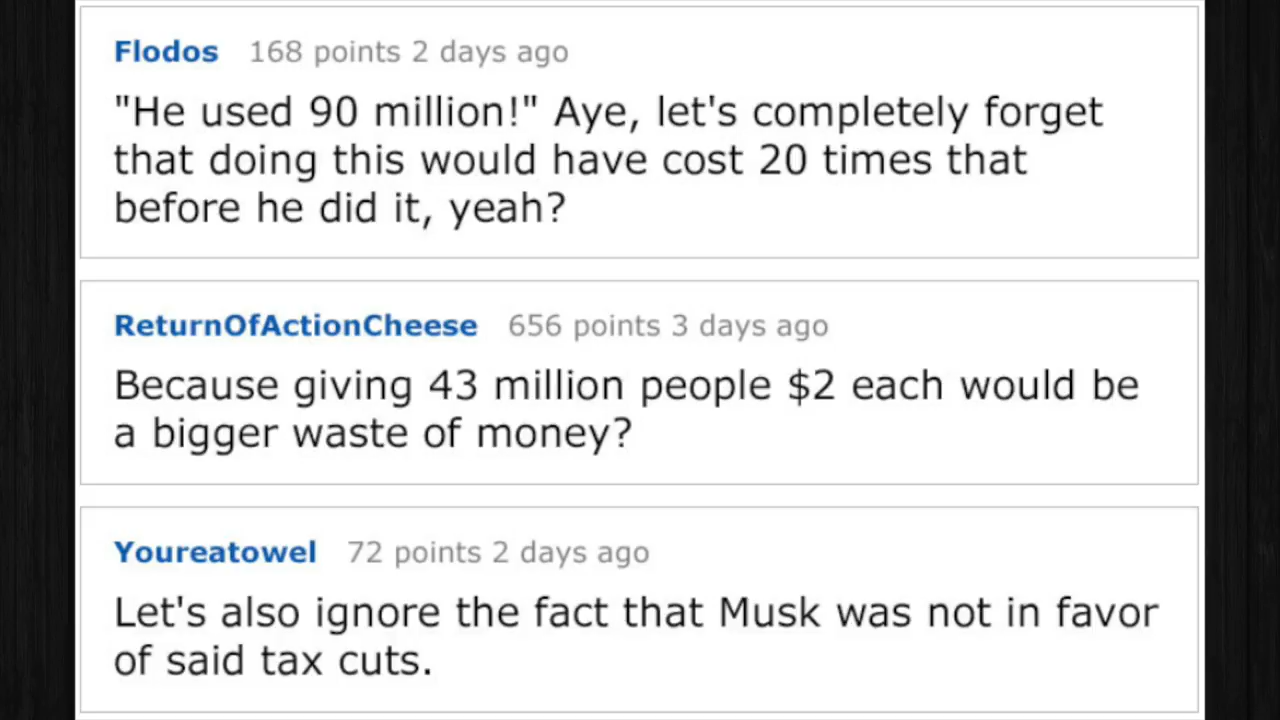 Flodos 168 points 2 days ago
"He used 90 million!" Aye, let's completely forget
that doing this would have cost 20 times that
before he did it, yeah?
ReturnOfActionCheese 656 points 3 days ago
Because giving 43 million people $2 each would be
a bigger waste of money?
Youreatowel 72 points 2 days ago
Let's also ignore the fact that Musk was not in favor
of said tax cuts.